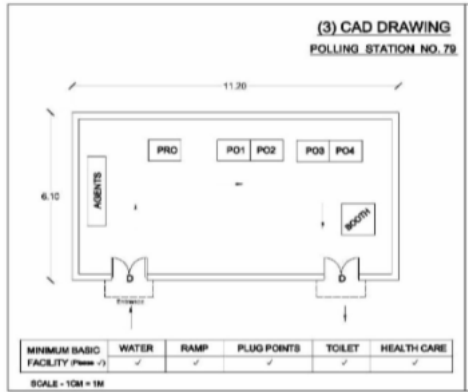 (3) CAD DRAWING
POLLING STATION NO. 79
11.20
6.10
AGENTS
PRO
PO1 PO2
PO3 PO4
BOOTH
D D
Entrance
MINIMUM BASIC FACILITY (Please ✓) WATER RAMP PLUG POINTS TOILET HEALTH CARE
✓ ✓ ✓ ✓ ✓
SCALE - 1CM = 1M